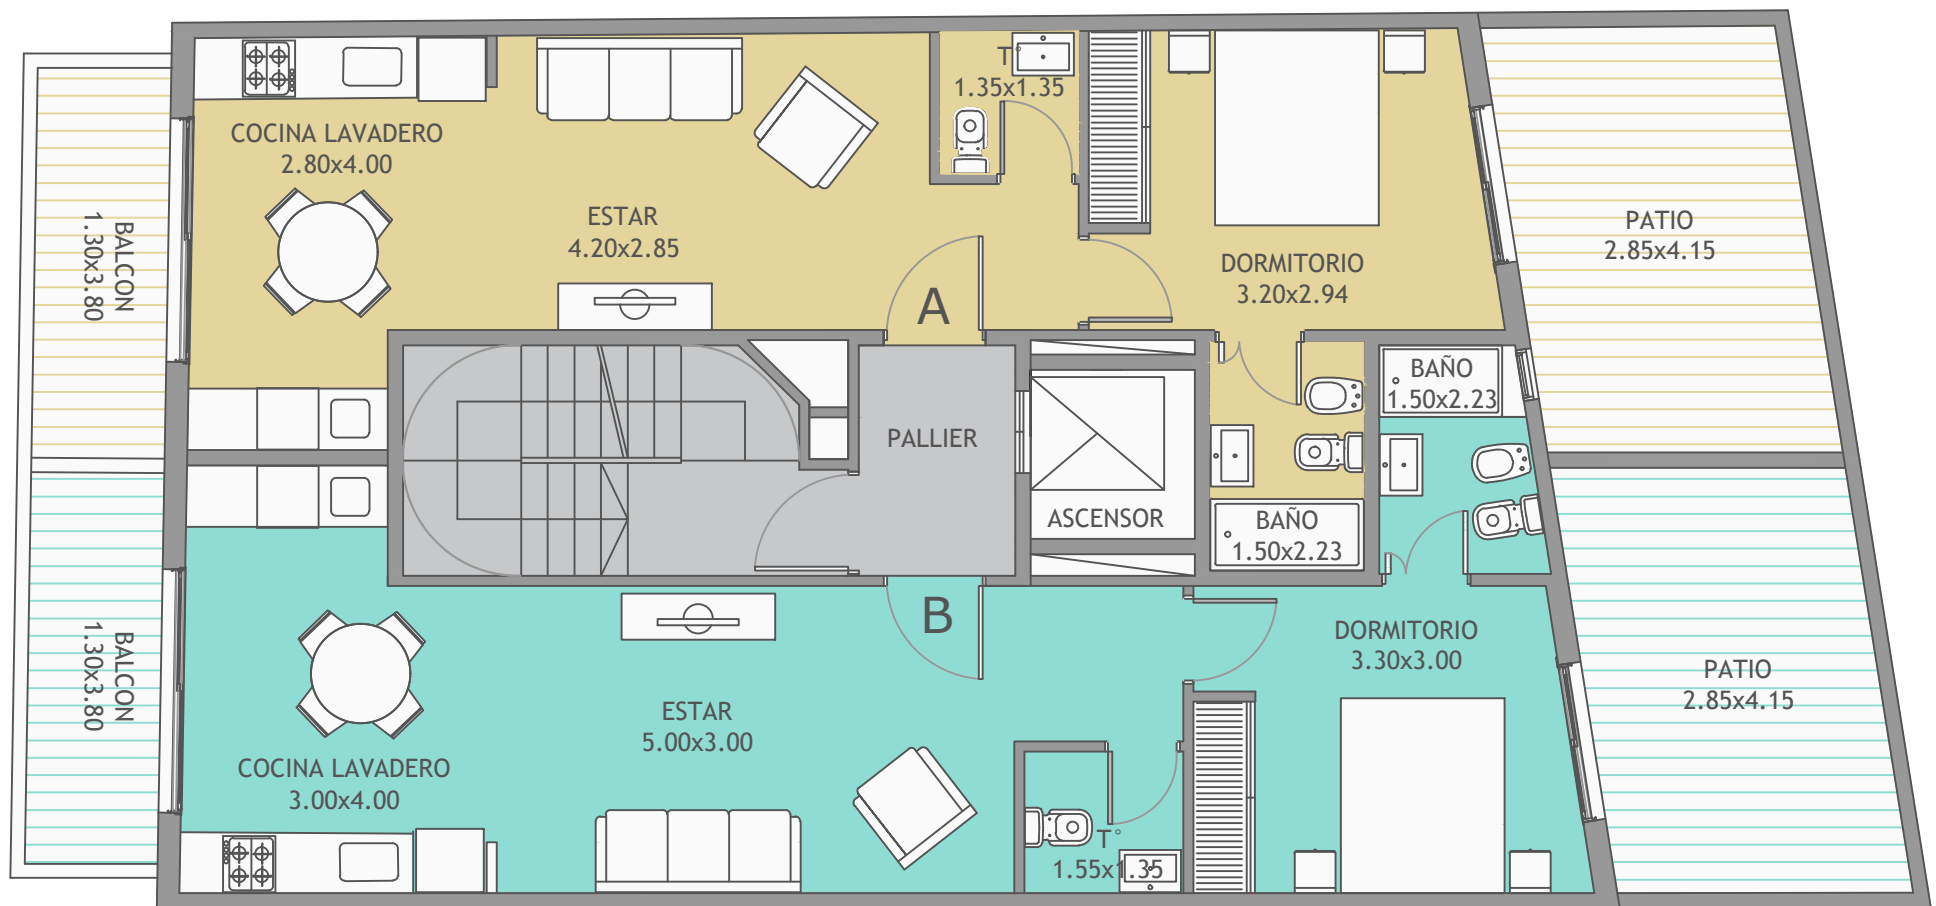 T°
1.35x1.35
COCINA LAVADERO
2.80x4.00
ESTAR
4.20x2.85
BALCON
1.30x3.80
A
DORMITORIO
3.20x2.94
PATIO
2.85x4.15
BAÑO
1.50x2.23
PALLIER
ASCENSOR
BAÑO
1.50x2.23
B
BALCON
1.30x3.80
DORMITORIO
3.30x3.00
PATIO
2.85x4.15
ESTAR
5.00x3.00
COCINA LAVADERO
3.00x4.00
T°
1.55x1.35